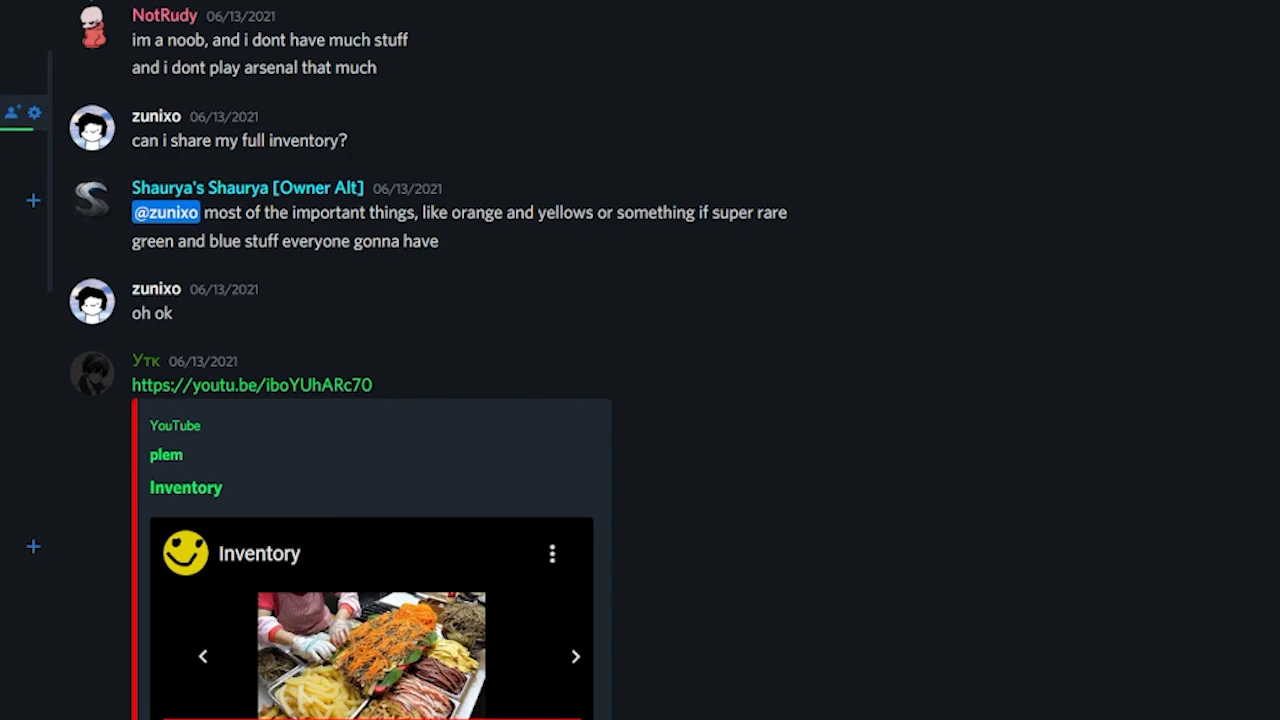 NotRudy 06/13/2021
im a noob, and i dont have much stuff
and i dont play arsenal that much
zunixo 06/13/2021
can i share my full inventory?
Shaurya's Shaurya [Owner Alt] 06/13/2021
@zunixo most of the important things, like orange and yellows or something if super rare
green and blue stuff everyone gonna have
zunixo 06/13/2021
oh ok
Утк 06/13/2021
https://youtu.be/iboYUhARc70
YouTube
plem
Inventory
Inventory